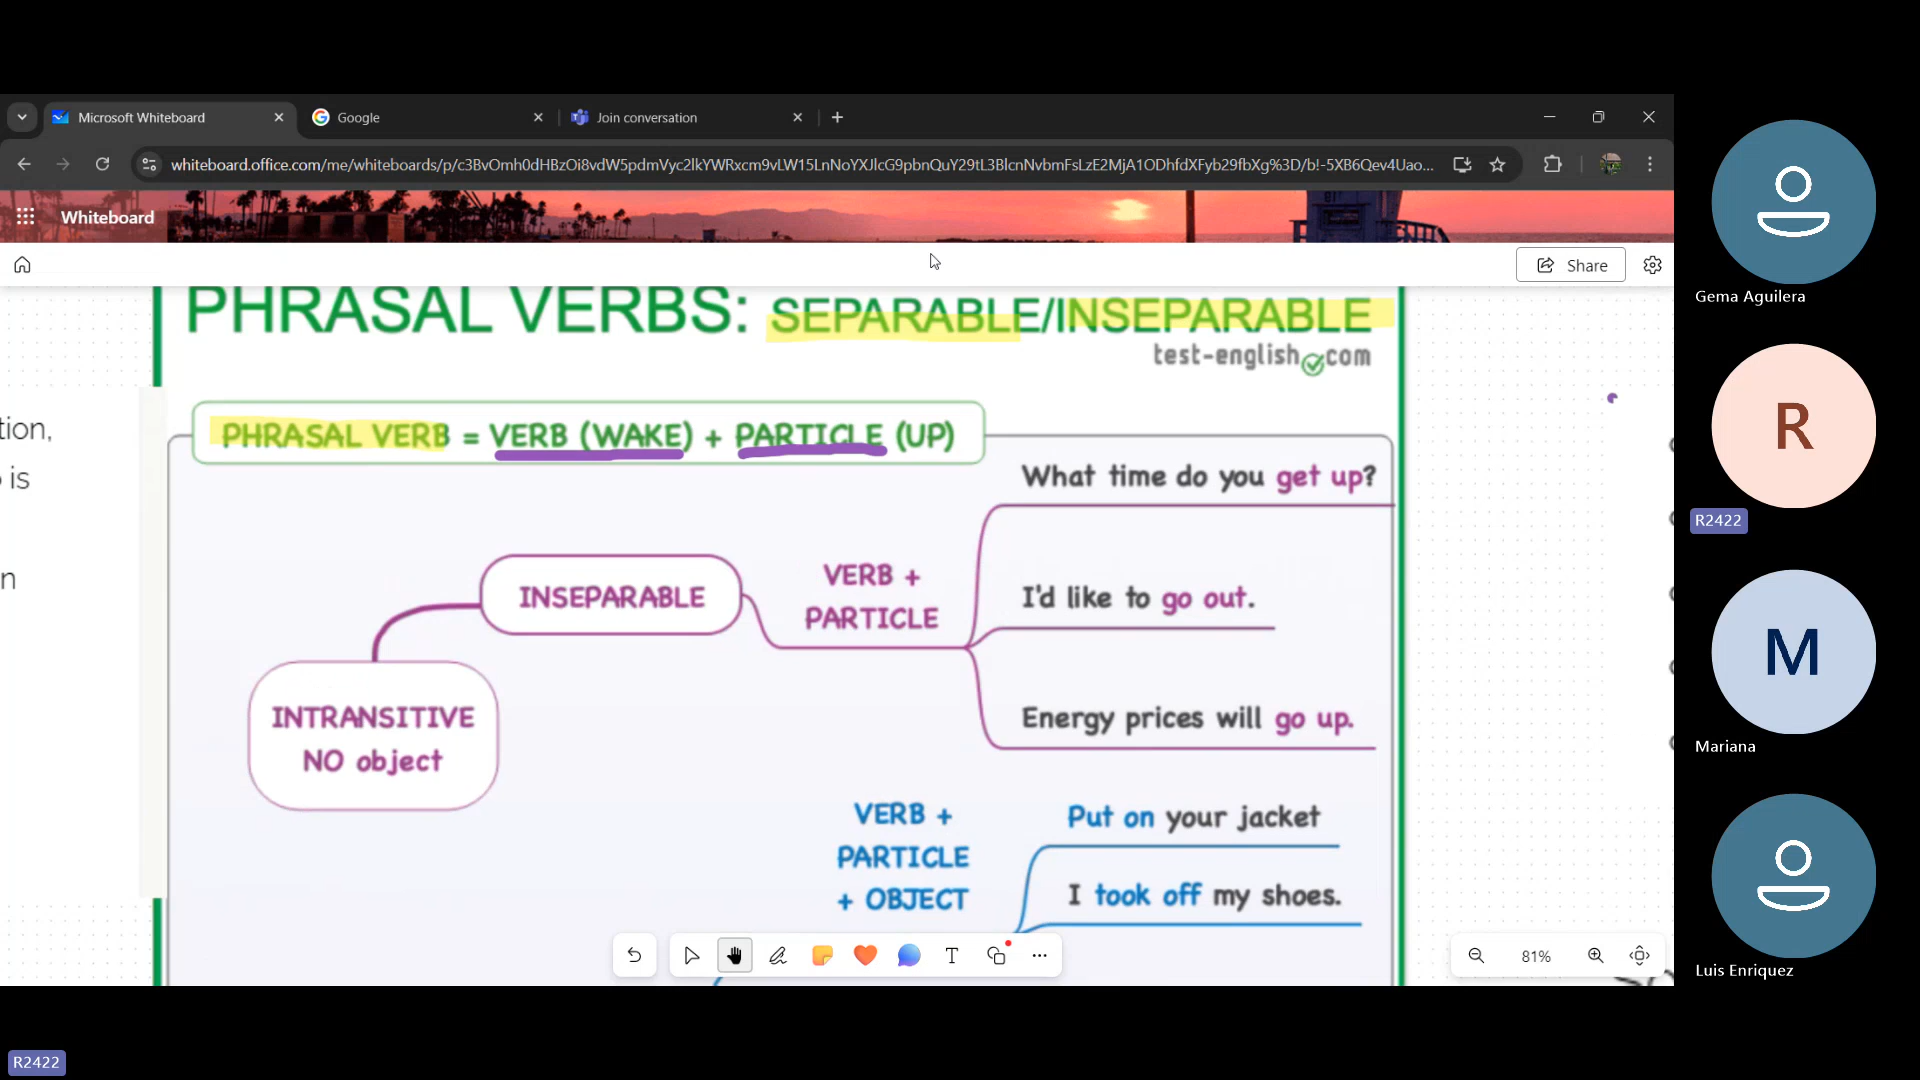 Microsoft Whiteboard
Google
Join conversation
whiteboard.office.com/me/whiteboards/p/c3BvOmh0dHBzOi8vdW5pdmVyc2lkYWRxcm9vLW15LnNoYXJlcG9pbnQuY29tL3BlcnNvbmFsLzE2MjA1ODhfdXFyb29fbXg%3D/b!-5XB6Qev4Uao...
Whiteboard
Share
PHRASAL VERBS: SEPARABLE/INSEPARABLE
test-english.com
PHRASAL VERB = VERB (WAKE) + PARTICLE (UP)
tion,
is
n
What time do you get up?
INSEPARABLE
VERB +
PARTICLE
I'd like to go out.
INTRANSITIVE
NO object
Energy prices will go up.
VERB +
PARTICLE
+ OBJECT
Put on your jacket
I took off my shoes.
81%
Gema Aguilera
R
R2422
M
Mariana
Luis Enriquez
R2422